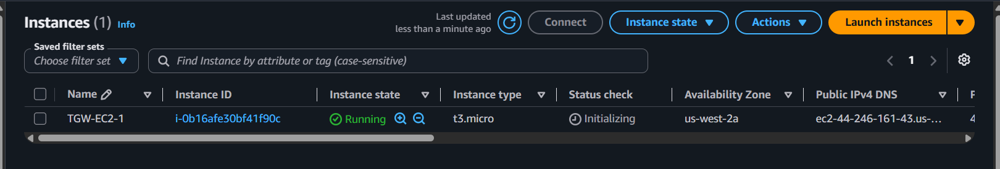 Instances (1) Info
Last updated
less than a minute ago
Connect
Instance state
Actions
Launch instances
Saved filter sets
Choose filter set
Find Instance by attribute or tag (case-sensitive)
1
Name Instance ID Instance state Instance type Status check Availability Zone Public IPv4 DNS
TGW-EC2-1 i-0b16afe30bf41f90c Running t3.micro Initializing us-west-2a ec2-44-246-161-43.us-... 4